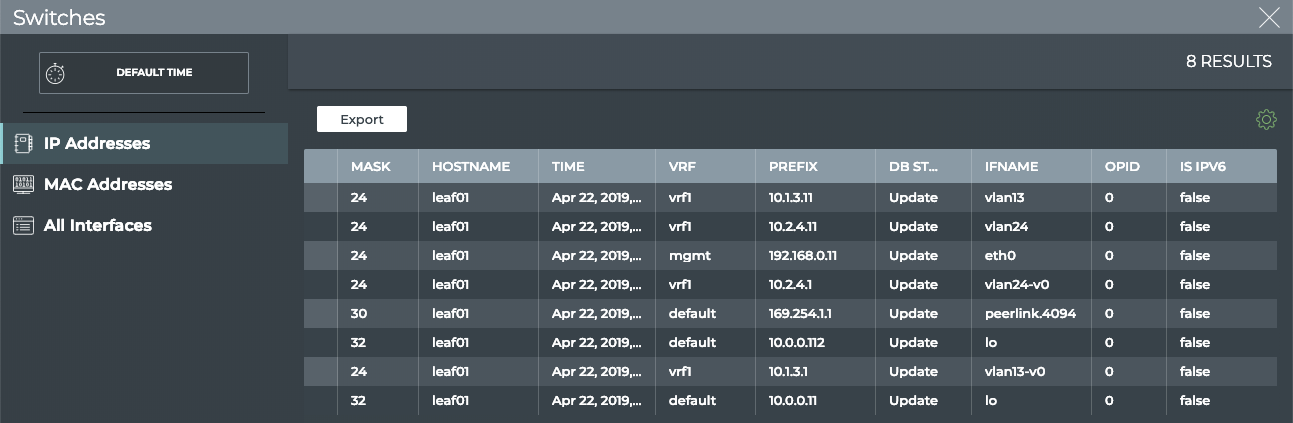 Switches
DEFAULT TIME
8 RESULTS
Export
IP Addresses
MAC Addresses
All Interfaces
MASK HOSTNAME TIME VRF PREFIX DB ST... IFNAME OPID IS IPV6
24 leaf01 Apr 22, 2019,... vrf1 10.1.3.11 Update vlan13 0 false
24 leaf01 Apr 22, 2019,... vrf1 10.2.4.11 Update vlan24 0 false
24 leaf01 Apr 22, 2019,... mgmt 192.168.0.11 Update eth0 0 false
24 leaf01 Apr 22, 2019,... vrf1 10.2.4.1 Update vlan24-v0 0 false
30 leaf01 Apr 22, 2019,... default 169.254.1.1 Update peerlink.4094 0 false
32 leaf01 Apr 22, 2019,... default 10.0.0.112 Update lo 0 false
24 leaf01 Apr 22, 2019,... vrf1 10.1.3.1 Update vlan13-v0 0 false
32 leaf01 Apr 22, 2019,... default 10.0.0.11 Update lo 0 false